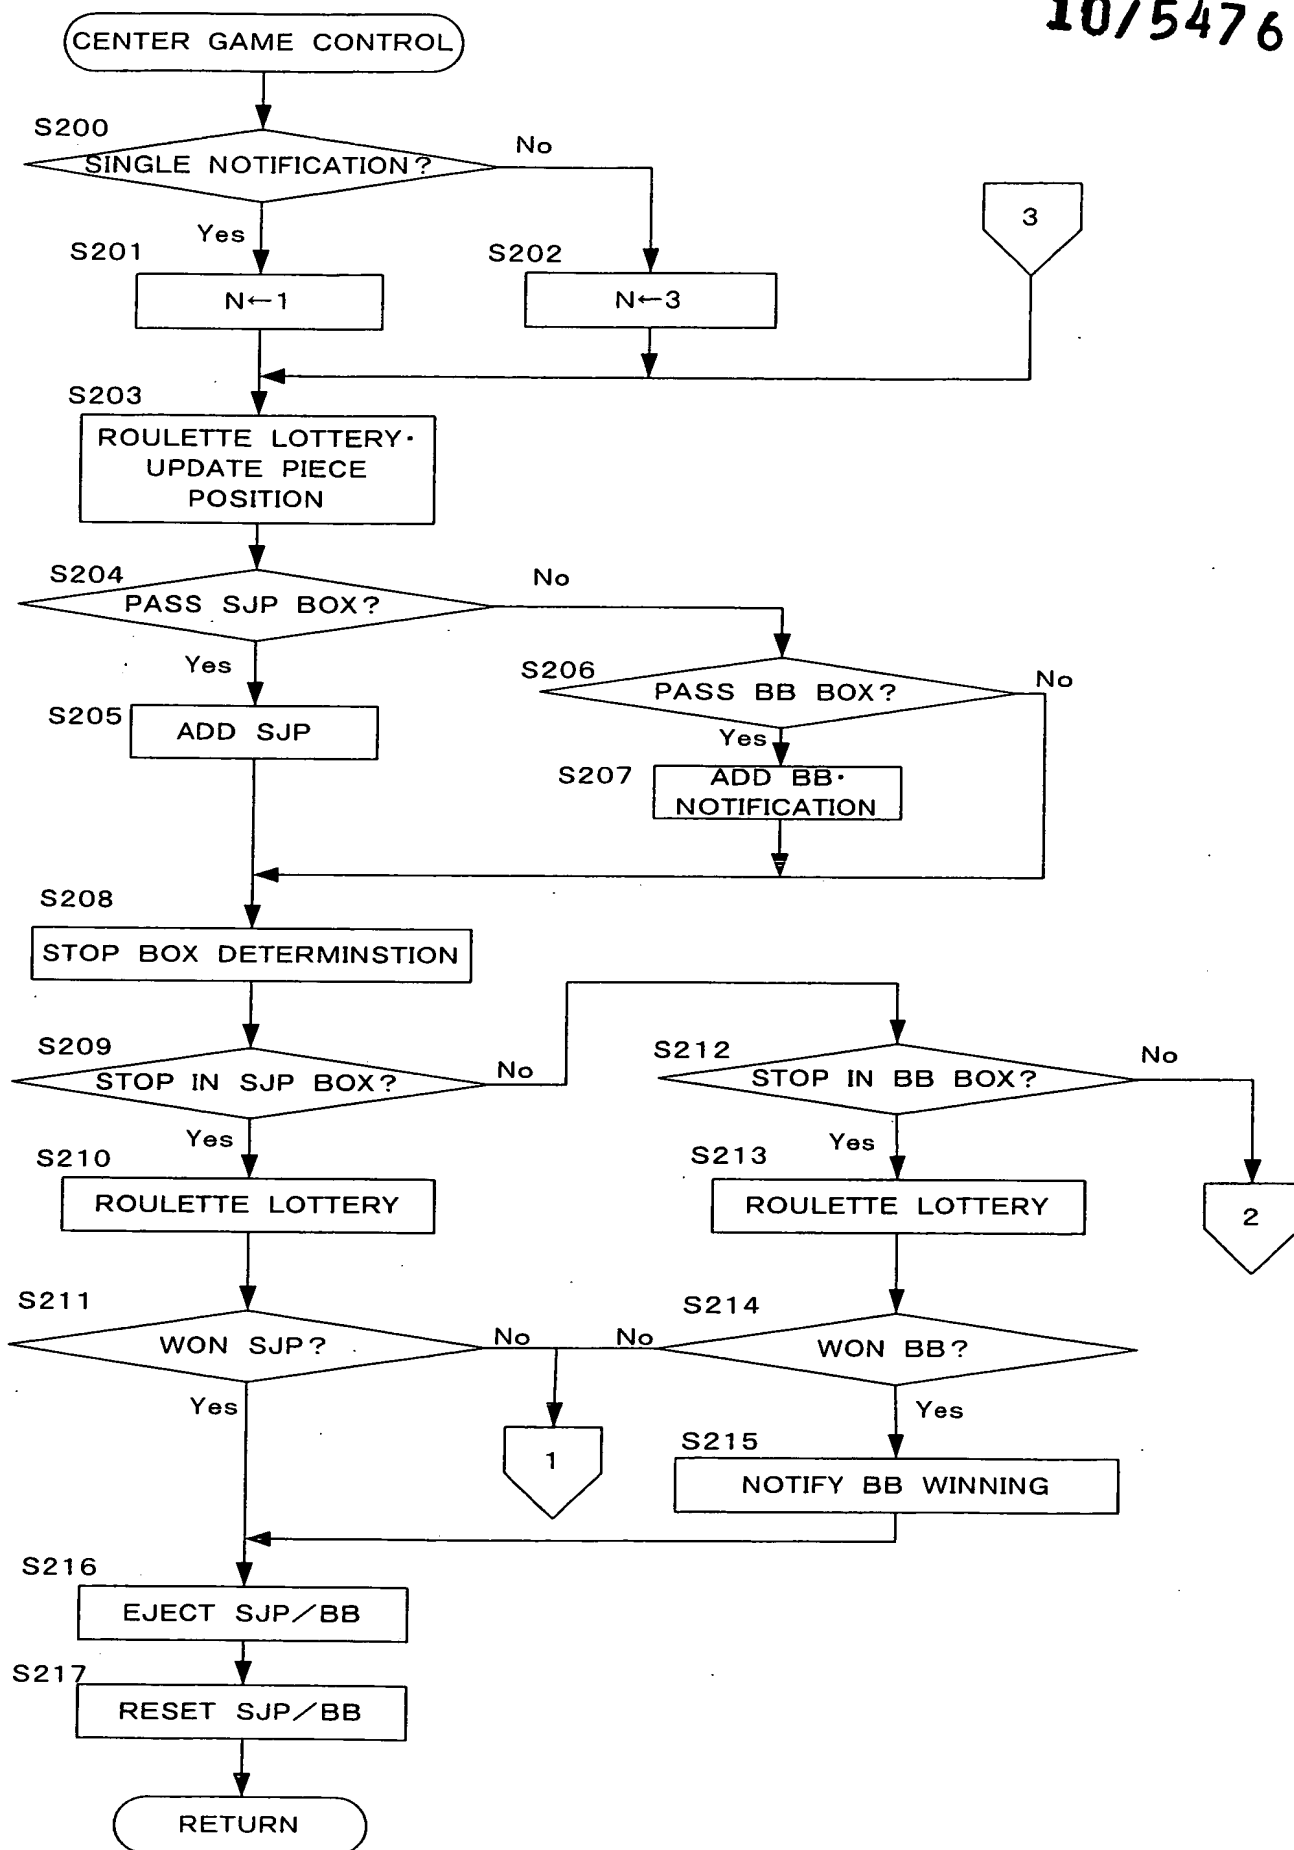 10/5476
CENTER GAME CONTROL
S200
SINGLE NOTIFICATION?
No
Yes
3
S201
S202
N←1
N←3
S203
ROULETTE LOTTERY·
UPDATE PIECE
POSITION
S204
PASS SJP BOX?
No
Yes
S206
PASS BB BOX?
No
S205
ADD SJP
Yes
S207
ADD BB·
NOTIFICATION
S208
STOP BOX DETERMINSTION
S209
STOP IN SJP BOX?
No
S212
STOP IN BB BOX?
No
Yes
Yes
S210
ROULETTE LOTTERY
S213
ROULETTE LOTTERY
2
S211
WON SJP?
No
No
S214
WON BB?
Yes
Yes
1
S215
NOTIFY BB WINNING
S216
EJECT SJP/BB
S217
RESET SJP/BB
RETURN